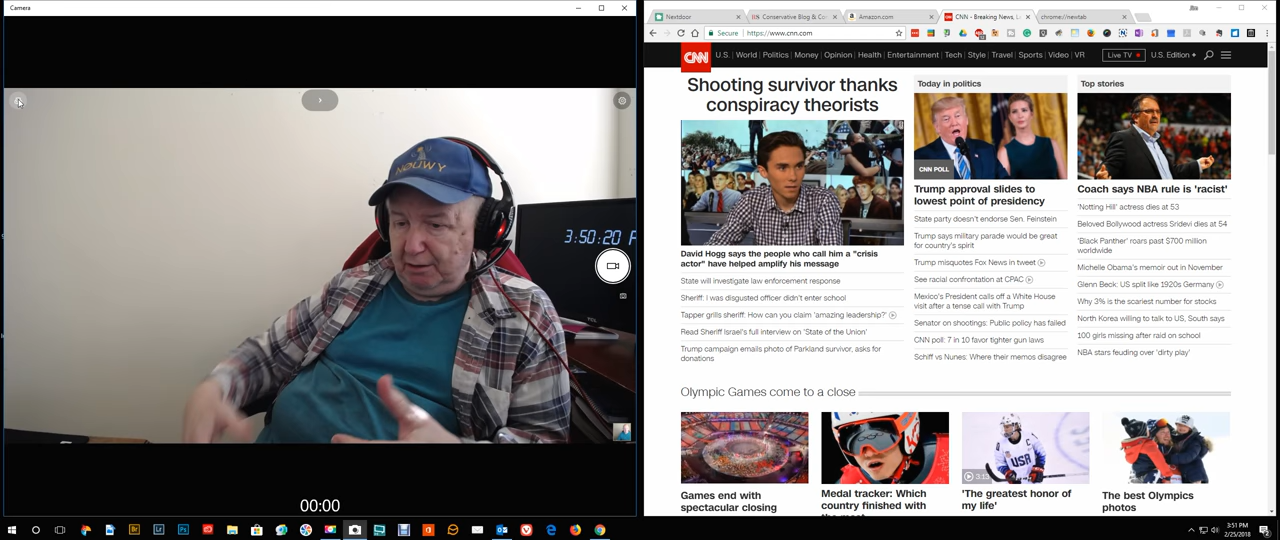 Camera
NOUWY
3:50:20 P
TCL
00:00
Nextdoor
Conservative Blog & Co
Amazon.com
CNN - Breaking News, L
chrome://newtab
Secure
https://www.cnn.com
CNN
U.S.
World
Politics
Money
Opinion
Health
Entertainment
Tech
Style
Travel
Sports
Video
VR
Live TV
U.S. Edition
Shooting survivor thanks
conspiracy theorists
David Hogg says the people who call him a "crisis
actor" have helped amplify his message
State will investigate law enforcement response
Sheriff: I was disgusted officer didn't enter school
Tapper grills sheriff: How can you claim 'amazing leadership?'
Read Sheriff Israel's full interview on 'State of the Union'
Trump campaign emails photo of Parkland survivor, asks for
donations
Today in politics
CNN POLL
Trump approval slides to
lowest point of presidency
State party doesn't endorse Sen. Feinstein
Trump says military parade would be great
for country's spirit
Trump misquotes Fox News in tweet
See racial confrontation at CPAC
Mexico's President calls off a White House
visit after a tense call with Trump
Senator on shootings: Public policy has failed
CNN poll: 7 in 10 favor tighter gun laws
Schiff vs Nunes: Where their memos disagree
Top stories
Coach says NBA rule is 'racist'
'Notting Hill' actress dies at 53
Beloved Bollywood actress Sridevi dies at 54
'Black Panther' roars past $700 million
worldwide
Michelle Obama's memoir out in November
Glenn Beck: US split like 1920s Germany
Why 3% is the scariest number for stocks
North Korea willing to talk to US, South says
100 girls missing after raid on school
NBA stars feuding over 'dirty play'
Olympic Games come to a close
Games end with
spectacular closing
Medal tracker: Which
country finished with
C
USA
3:13
'The greatest honor of
my life'
The best Olympics
photos
Br
Lr
Ps
3:51 PM
2/25/2018